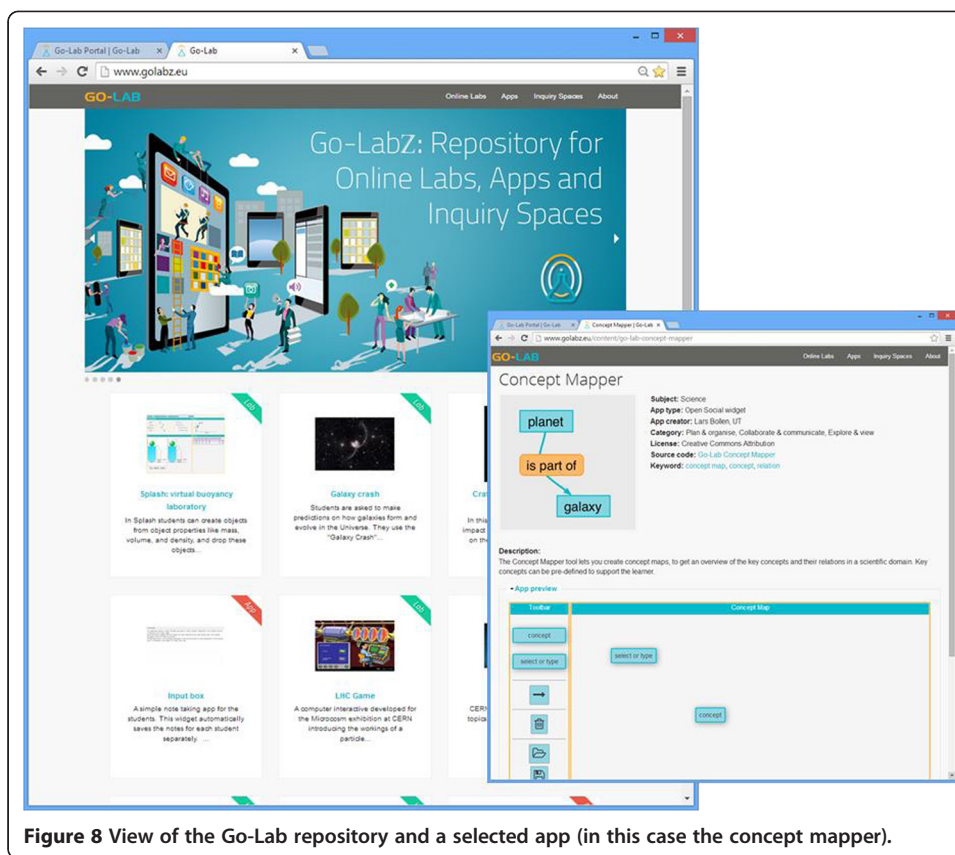 Go-Lab Portal | Go-Lab
Go-Lab
www.golabz.eu
GO-LAB
Online Labs
Apps
Inquiry Spaces
About
Go-LabZ: Repository for
Online Labs, Apps and
Inquiry Spaces
Lab
Splash: virtual buoyancy
laboratory
In Splash students can create objects
from object properties like mass,
volume, and density, and drop these
objects...
Lab
Galaxy crash
Students are asked to make
predictions on how galaxies form and
evolve in the Universe. They use the
"Galaxy Crash"...
Cra
In this
impact
on th
App
Input box
A simple note taking app for the
students. This widget automatically
saves the notes for each student
separately. ...
Lab
LHC Game
A computer interactive developed for
the Microcosm exhibition at CERN
introducing the workings of a
particle...
CERN
topic
Go-Lab Portal | Go-Lab
Concept Mapper | Go-Lab
www.golabz.eu/content/go-lab-concept-mapper
GO-LAB
Online Labs
Apps
Inquiry Spaces
About
Concept Mapper
planet
is part of
galaxy
Subject: Science
App type: Open Social widget
App creator: Lars Bollen, UT
Category: Plan & organise, Collaborate & communicate, Explore & view
License: Creative Commons Attribution
Source code: Go-Lab Concept Mapper
Keyword: concept map, concept, relation
Description:
The Concept Mapper tool lets you create concept maps, to get an overview of the key concepts and their relations in a scientific domain. Key
concepts can be pre-defined to support the learner.
App preview
Toolbar
Concept Map
concept
select or type
select or type
concept
Figure 8 View of the Go-Lab repository and a selected app (in this case the concept mapper).